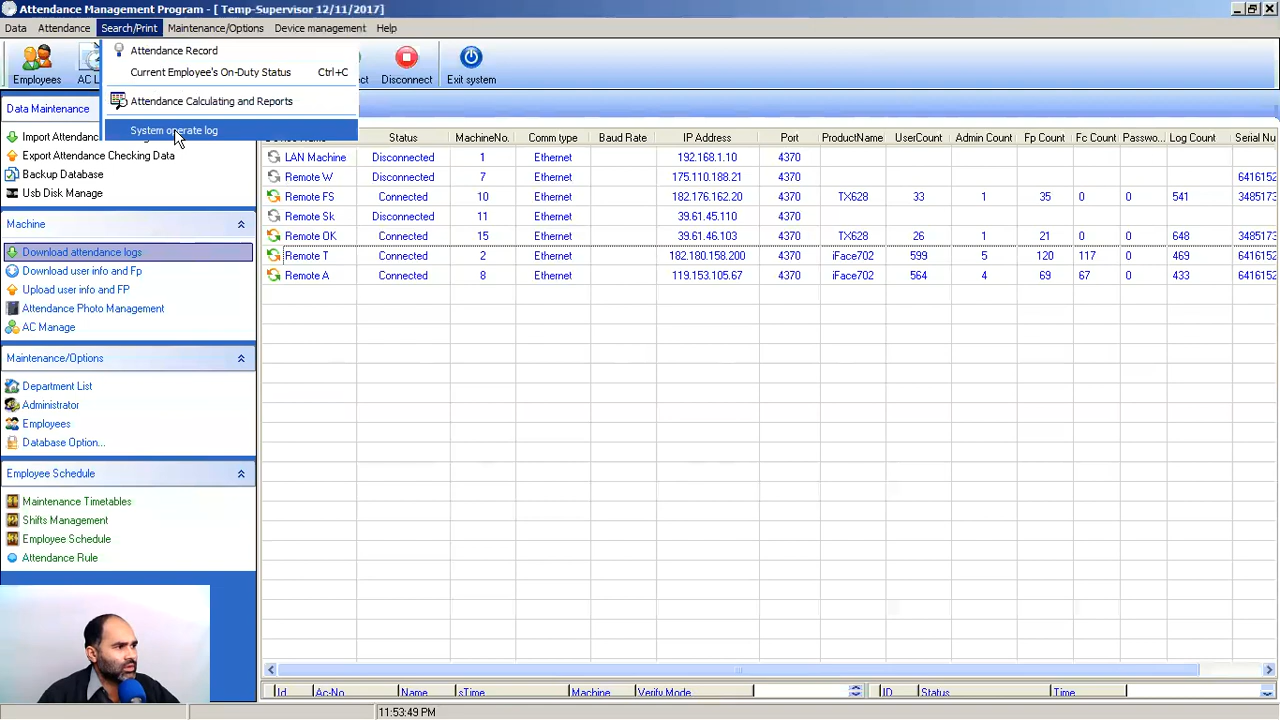 Attendance Management Program - [ Temp-Supervisor 12/11/2017 ]
Data Attendance Search/Print Maintenance/Options Device management Help
Employees AC L Disconnect Exit system
Attendance Record
Current Employee's On-Duty Status Ctrl+C
Attendance Calculating and Reports
System operate log
Data Maintenance
Import Attendanc
Export Attendance Checking Data
Backup Database
Usb Disk Manage
Machine
Download attendance logs
Download user info and Fp
Upload user info and FP
Attendance Photo Management
AC Manage
Maintenance/Options
Department List
Administrator
Employees
Database Option...
Employee Schedule
Maintenance Timetables
Shifts Management
Employee Schedule
Attendance Rule
Status MachineNo. Comm type Baud Rate IP Address Port ProductName UserCount Admin Count Fp Count Fc Count Passwo... Log Count Serial Nu
LAN Machine Disconnected 1 Ethernet 192.168.1.10 4370
Remote W Disconnected 7 Ethernet 175.110.188.21 4370 6416152
Remote FS Connected 10 Ethernet 182.176.162.20 4370 TX628 33 1 35 0 0 541 3485173
Remote Sk Disconnected 11 Ethernet 39.61.45.110 4370
Remote OK Connected 15 Ethernet 39.61.46.103 4370 TX628 26 1 21 0 0 648 3485173
Remote T Connected 2 Ethernet 182.180.158.200 4370 iFace702 599 5 120 117 0 469 6416152
Remote A Connected 8 Ethernet 119.153.105.67 4370 iFace702 564 4 69 67 0 433 6416152
Id Ac-No Name sTime Machine Verify Mode ID Status Time
11:53:49 PM